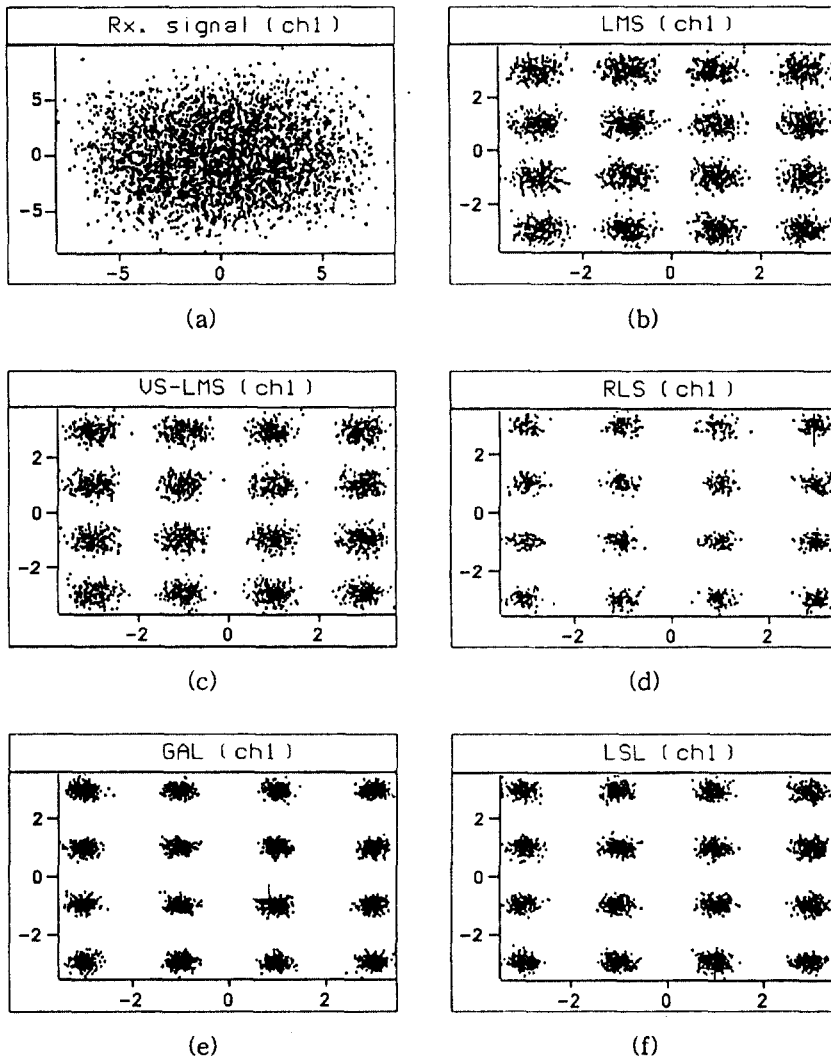 Rx. signal (ch1)
5
0
-5
-5 0 5
(a)
LMS (ch1)
2
0
-2
-2 0 2
(b)
VS-LMS (ch1)
2
0
-2
-2 0 2
(c)
RLS (ch1)
2
0
-2
-2 0 2
(d)
GAL (ch1)
2
0
-2
-2 0 2
(e)
LSL (ch1)
2
0
-2
-2 0 2
(f)